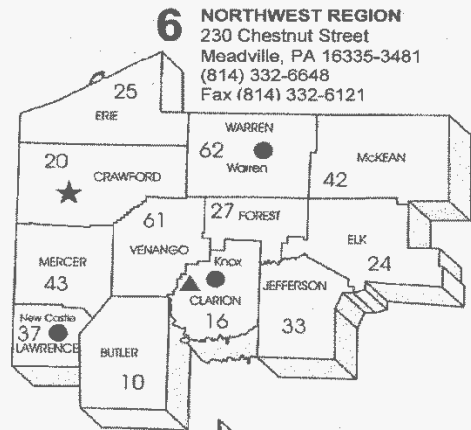 6 NORTHWEST REGION
230 Chestnut Street
Meadville, PA 16335-3481
(814) 332-6648
Fax (814) 332-6121
25
ERIE
WARREN
62 Warren
McKEAN
42
20
CRAWFORD
61
VENANGO
27 FOREST
ELK
24
MERCER
43
Knox
CLARION
16
JEFFERSON
33
New Castle
37
LAWRENCE
BUTLER
10